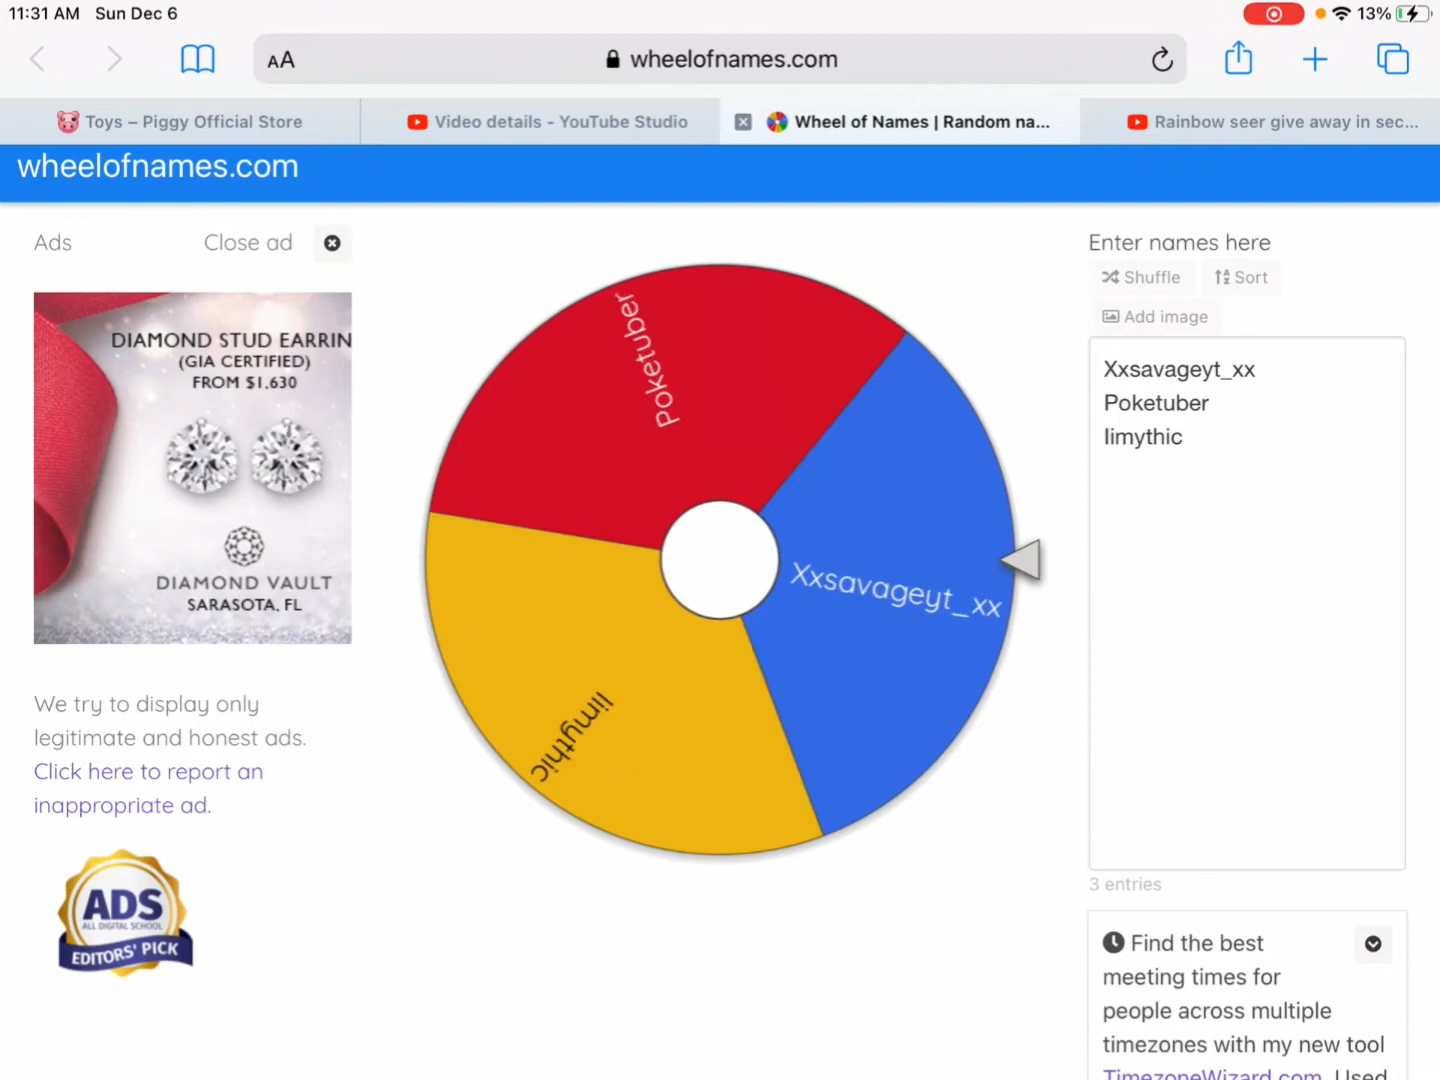 11:31 AM Sun Dec 6
13%
AA
wheelofnames.com
Toys – Piggy Official Store
Video details - YouTube Studio
Wheel of Names | Random na...
Rainbow seer give away in sec...
wheelofnames.com
Ads
Close ad
DIAMOND STUD EARRIN
(GIA CERTIFIED)
FROM $1,630
DIAMOND VAULT
SARASOTA, FL
We try to display only
legitimate and honest ads.
Click here to report an
inappropriate ad.
ADS
ALL DIGITAL SCHOOL
EDITORS' PICK
Poketuber
Xxsavageyt_xx
limythic
Enter names here
Shuffle
Sort
Add image
Xxsavageyt_xx
Poketuber
limythic
3 entries
Find the best
meeting times for
people across multiple
timezones with my new tool
TimezoneWizard.com. Used